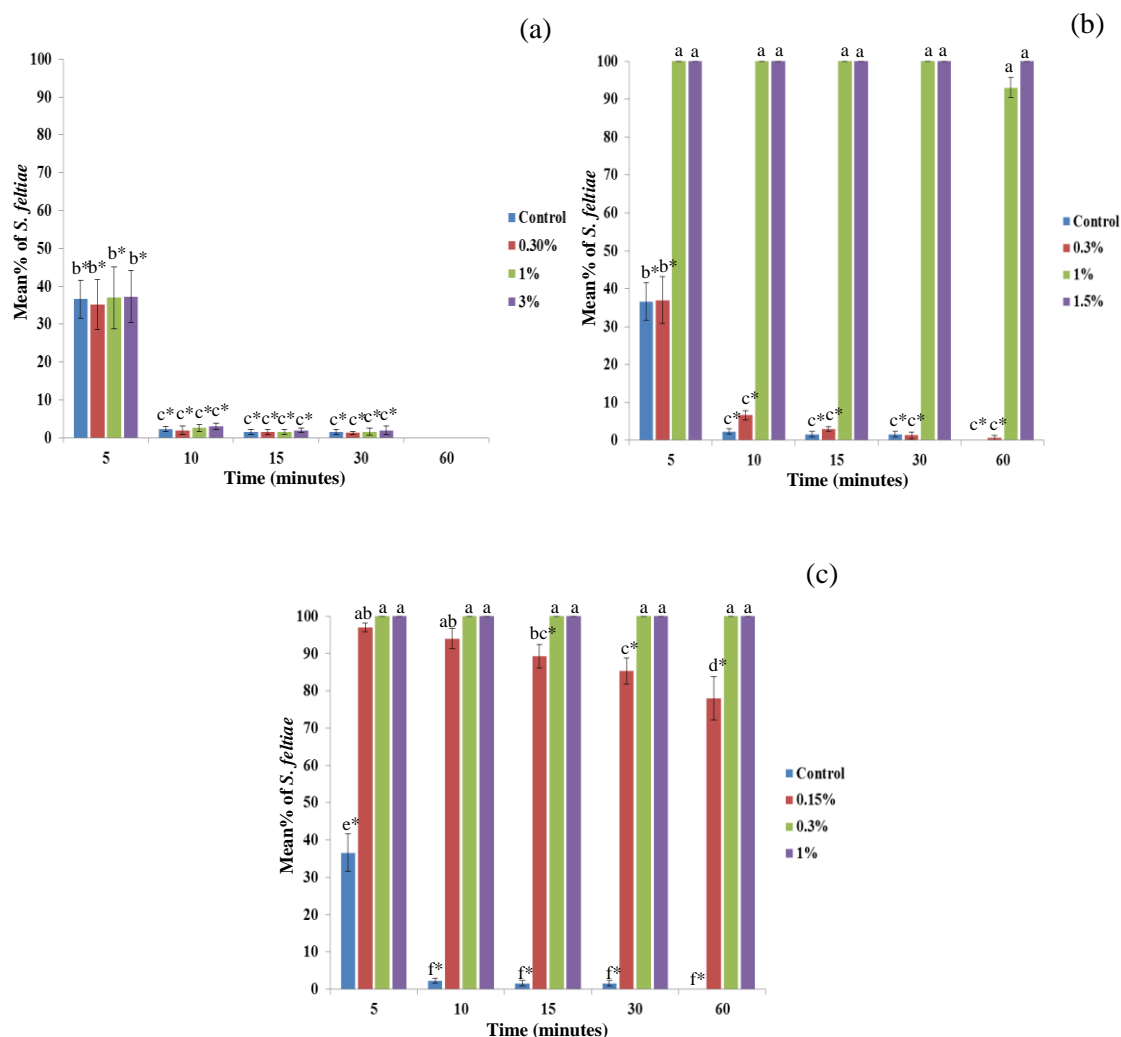 (a)
100
90
80
70
60
50
40
30
20
10
0
Mean% of S. feltiae
b* b* b* b*
c* c* c* c*
c* c* c* c*
c* c* c* c*
5 10 15 30 60
Time (minutes)
Control
0.30%
1%
3%
(b)
100
90
80
70
60
50
40
30
20
10
0
Mean% of S. feltiae
b* b* a a
c* c* a a
c* c* a a
c* c* a a
c* c* a a
5 10 15 30 60
Time (minutes)
Control
0.3%
1%
1.5%
(c)
100
90
80
70
60
50
40
30
20
10
0
Mean% of S. feltiae
e* ab a a
f* ab a a
f* bc* a a
f* c* a a
f* d* a a
5 10 15 30 60
Time (minutes)
Control
0.15%
0.3%
1%